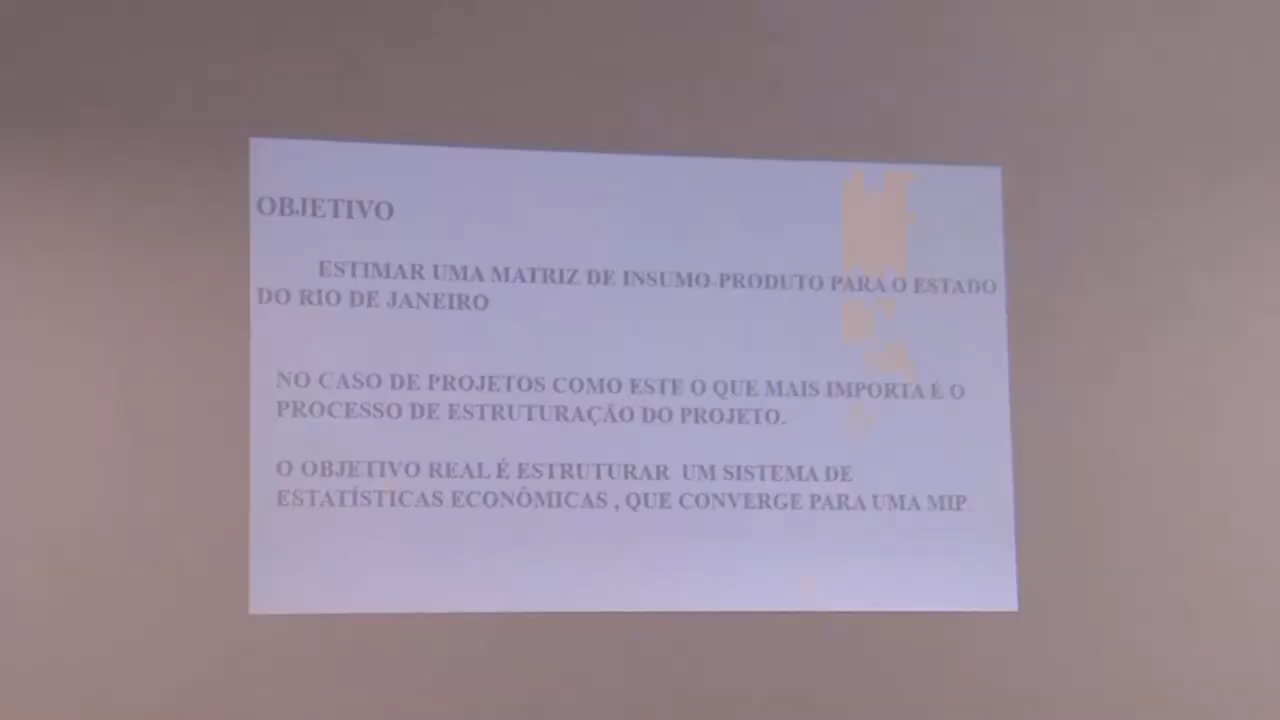 OBJETIVO
ESTIMAR UMA MATRIZ DE INSUMO-PRODUTO PARA O ESTADO
DO RIO DE JANEIRO
NO CASO DE PROJETOS COMO ESTE O QUE MAIS IMPORTA É O
PROCESSO DE ESTRUTURAÇÃO DO PROJETO.
O OBJETIVO REAL É ESTRUTURAR UM SISTEMA DE
ESTATÍSTICAS ECONÔMICAS , QUE CONVERGE PARA UMA MIP